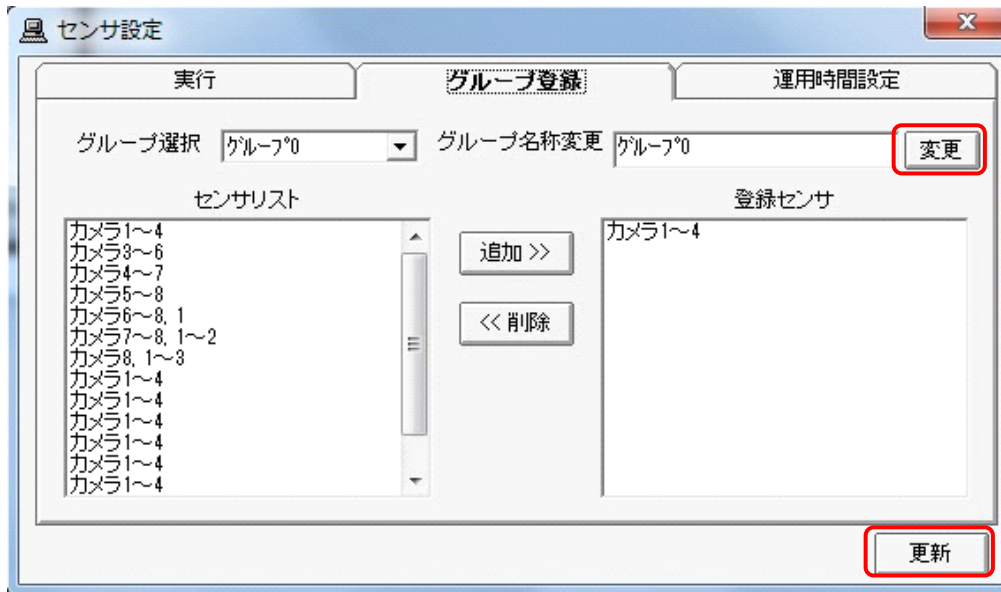 センサ設定
実行
グループ登録
運用時間設定
グループ選択
ｸﾞﾙｰﾌﾟ0
グループ名称変更
ｸﾞﾙｰﾌﾟ0
変更
センサリスト
登録センサ
カメラ1～4
カメラ3～6
カメラ4～7
カメラ5～8
カメラ6～8, 1
カメラ7～8, 1～2
カメラ8, 1～3
カメラ1～4
カメラ1～4
カメラ1～4
カメラ1～4
カメラ1～4
カメラ1～4
追加 >>
<< 削除
カメラ1～4
更新